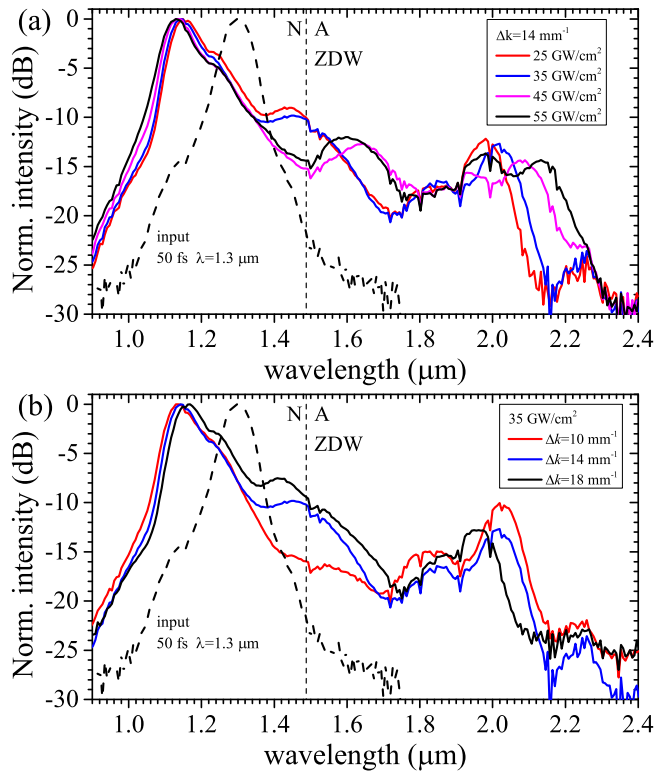 (a)
N A
ZDW
Δk=14 mm⁻¹
25 GW/cm²
35 GW/cm²
45 GW/cm²
55 GW/cm²
input
50 fs λ=1.3 μm
Norm. intensity (dB)
0
-5
-10
-15
-20
-25
-30
1.0 1.2 1.4 1.6 1.8 2.0 2.2 2.4
wavelength (μm)
(b)
N A
ZDW
35 GW/cm²
Δk=10 mm⁻¹
Δk=14 mm⁻¹
Δk=18 mm⁻¹
input
50 fs λ=1.3 μm
Norm. intensity (dB)
0
-5
-10
-15
-20
-25
-30
1.0 1.2 1.4 1.6 1.8 2.0 2.2 2.4
wavelength (μm)